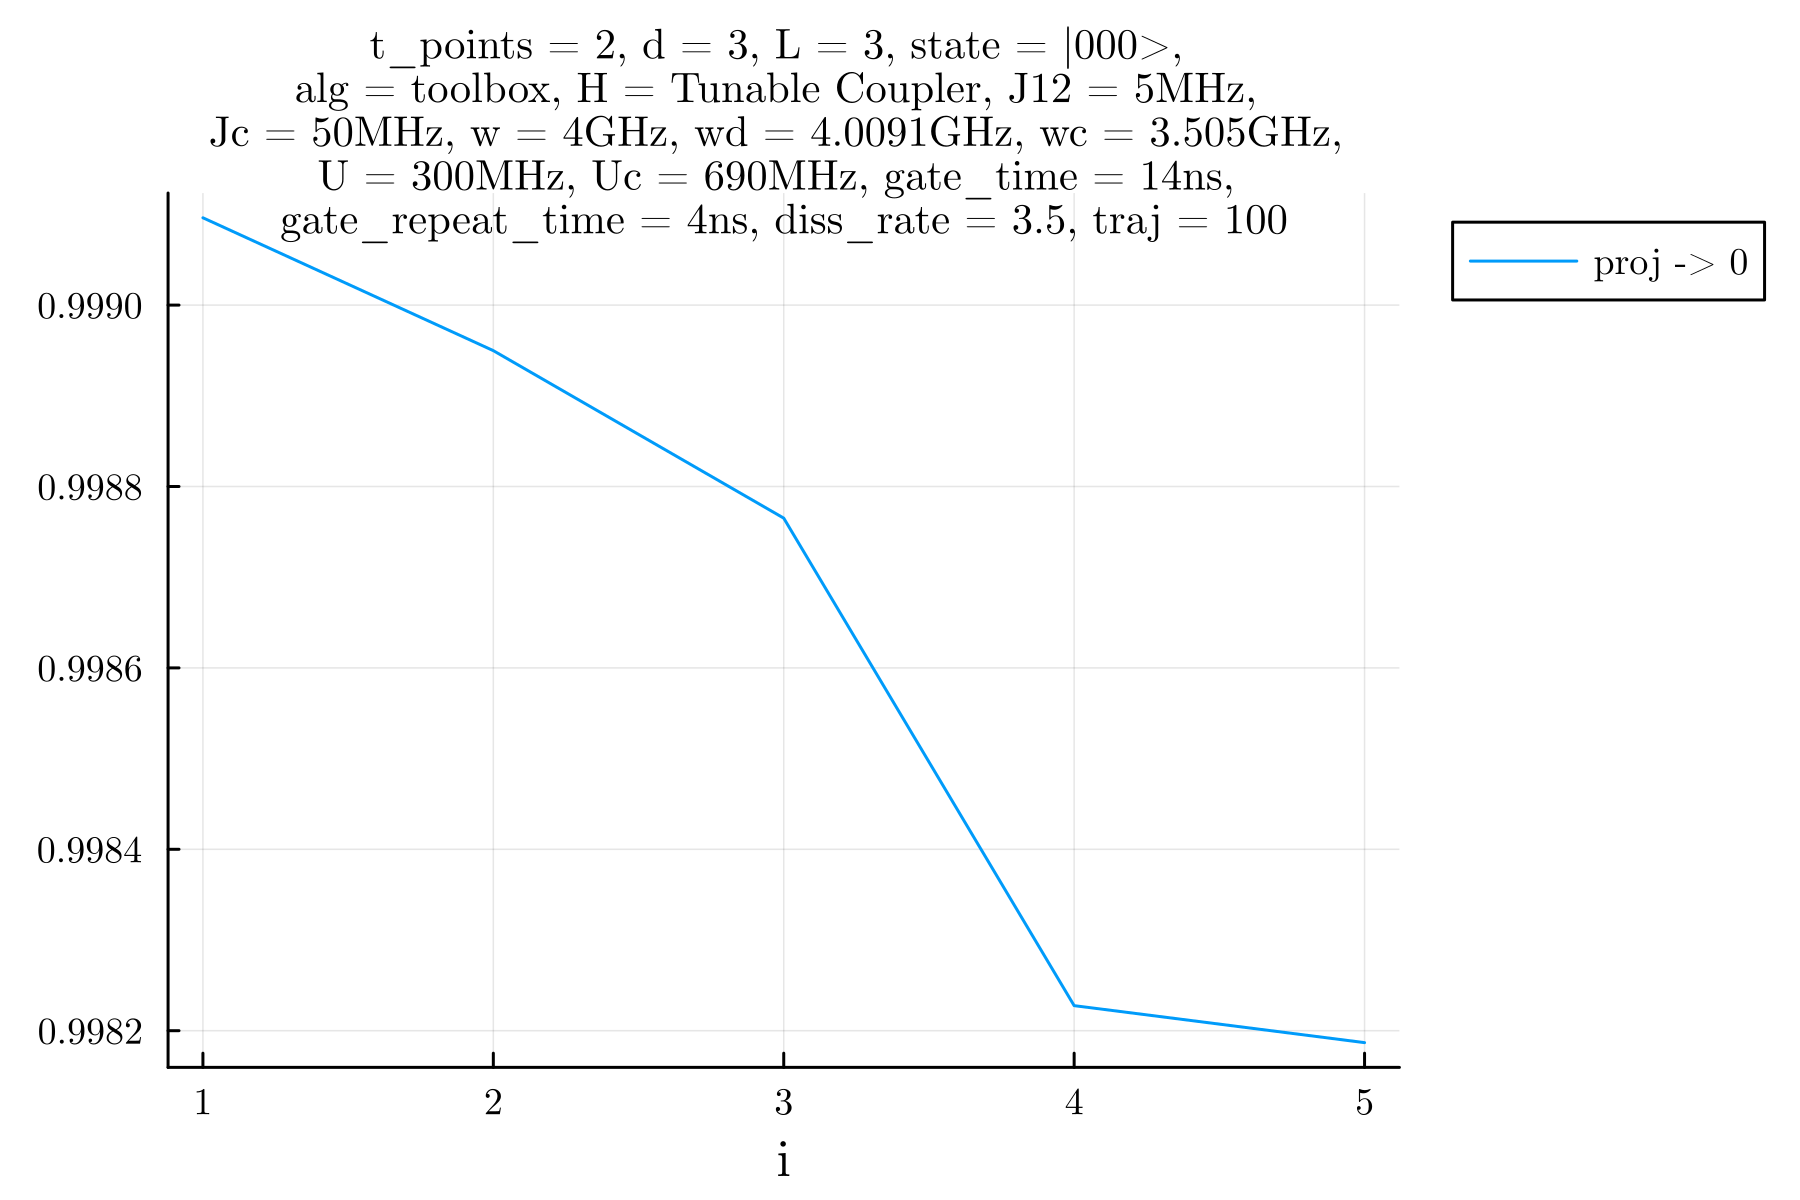 t_points = 2, d = 3, L = 3, state = |000>,
alg = toolbox, H = Tunable Coupler, J12 = 5MHz,
Jc = 50MHz, w = 4GHz, wd = 4.0091GHz, wc = 3.505GHz,
U = 300MHz, Uc = 690MHz, gate_time = 14ns,
gate_repeat_time = 4ns, diss_rate = 3.5, traj = 100
proj -> 0
0.9990
0.9988
0.9986
0.9984
0.9982
1 2 3 4 5
i